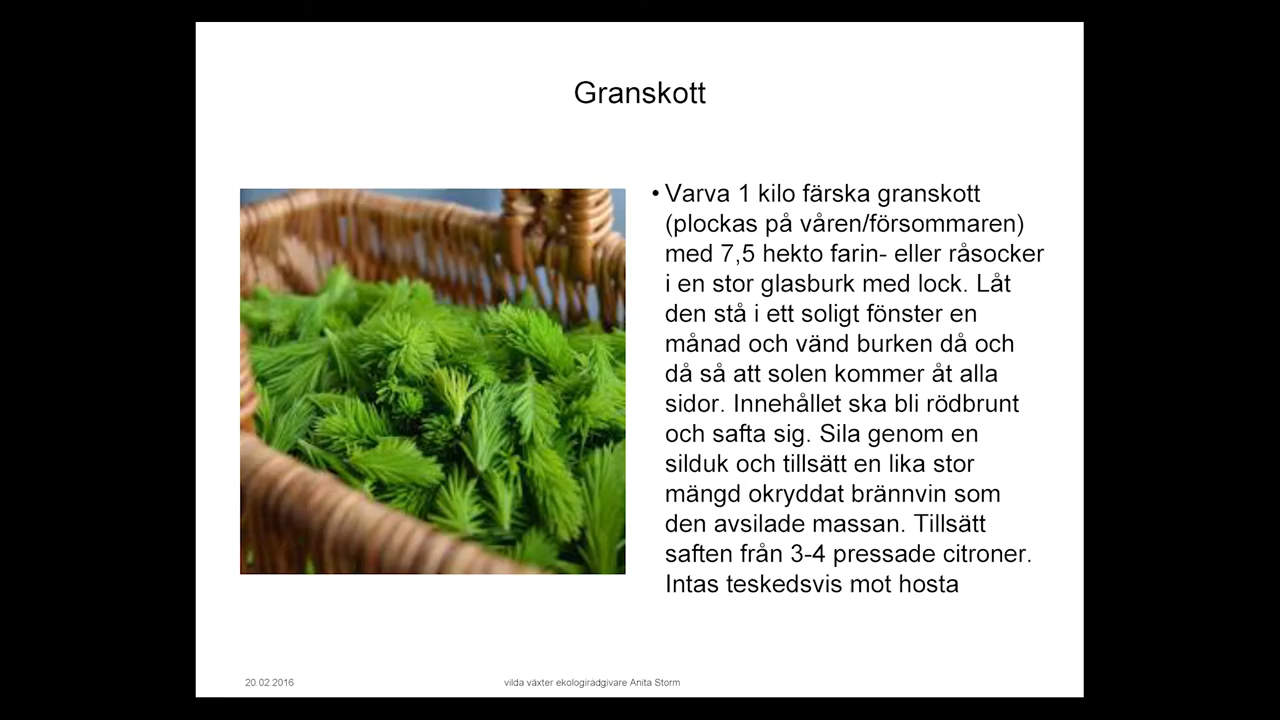 Granskott
• Varva 1 kilo färska granskott
(plockas på våren/försommaren)
med 7,5 hekto farin- eller råsocker
i en stor glasburk med lock. Låt
den stå i ett soligt fönster en
månad och vänd burken då och
då så att solen kommer åt alla
sidor. Innehållet ska bli rödbrunt
och safta sig. Sila genom en
silduk och tillsätt en lika stor
mängd okryddat brännvin som
den avsilade massan. Tillsätt
saften från 3-4 pressade citroner.
Intas teskedsvis mot hosta
20.02.2016
vilda växter ekologirådgivare Anita Storm